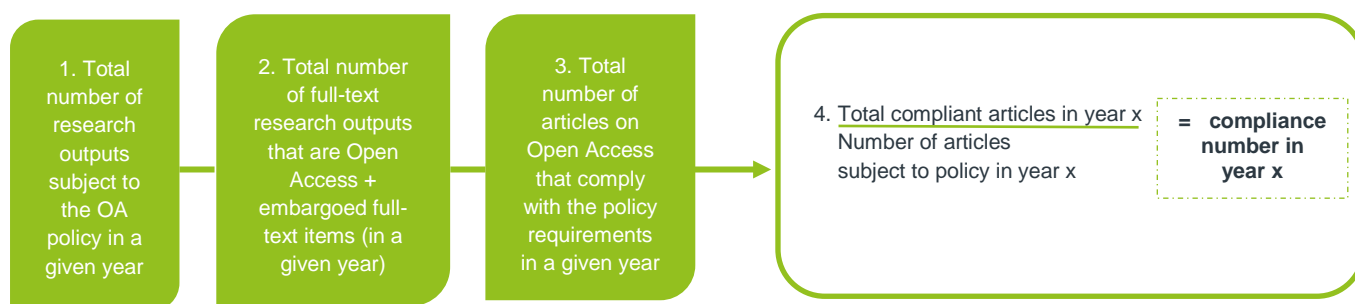 1. Total
number of
research
outputs
subject to
the OA
policy in a
given year
2. Total number
of full-text
research outputs
that are Open
Access +
embargoed full-
text items (in a
given year)
3. Total
number of
articles on
Open Access
that comply
with the policy
requirements
in a given year
4. Total compliant articles in year x
Number of articles
subject to policy in year x
= compliance
number in
year x